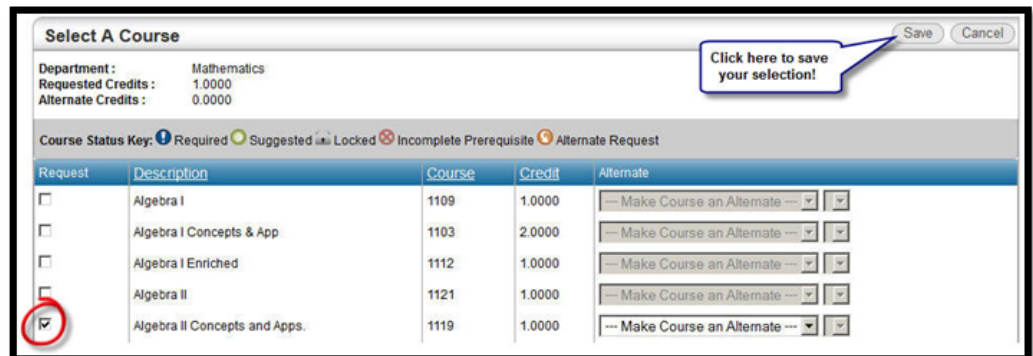 Select A Course
Save Cancel
Click here to save
your selection!
Department : Mathematics
Requested Credits : 1.0000
Alternate Credits : 0.0000
Course Status Key: Required Suggested Locked Incomplete Prerequisite Alternate Request
Request Description Course Credit Alternate
Algebra I 1109 1.0000 --- Make Course an Alternate ---
Algebra I Concepts & App 1103 2.0000 --- Make Course an Alternate ---
Algebra I Enriched 1112 1.0000 --- Make Course an Alternate ---
Algebra II 1121 1.0000 --- Make Course an Alternate ---
Algebra II Concepts and Apps. 1119 1.0000 --- Make Course an Alternate ---